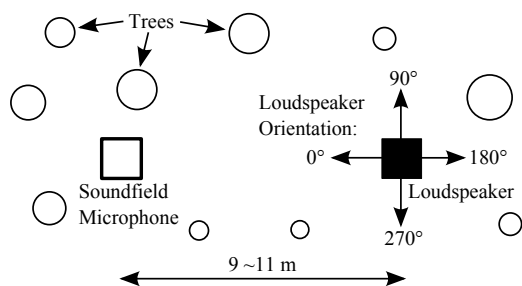 Trees
90°
Loudspeaker
Orientation:
0°
180°
Soundfield
Microphone
Loudspeaker
270°
9 ~11 m